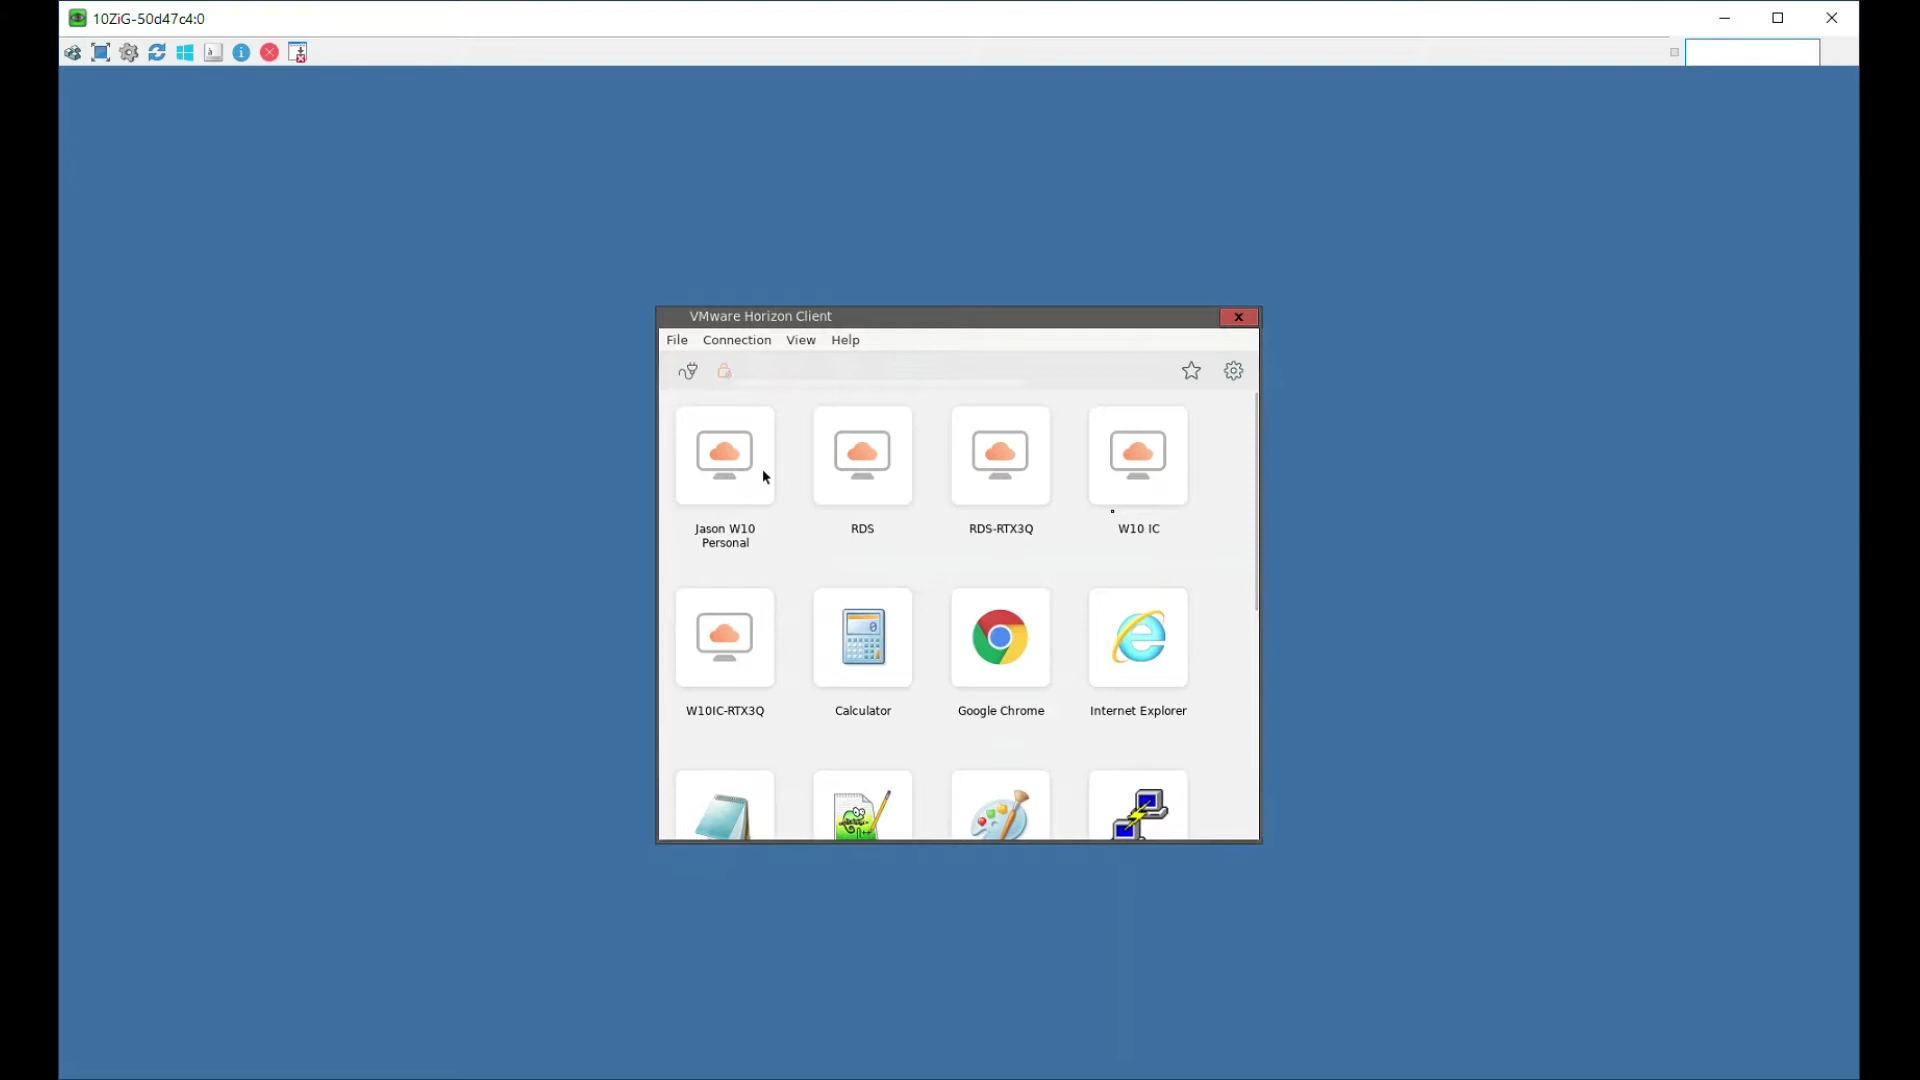 10ZiG-50d47c4:0
VMware Horizon Client
File Connection View Help
Jason W10
Personal
RDS
RDS-RTX3Q
W10 IC
W10IC-RTX3Q
Calculator
Google Chrome
Internet Explorer